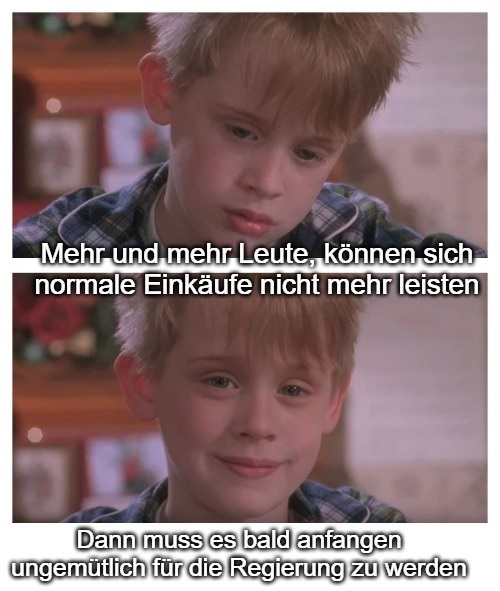 Mehr und mehr Leute, können sich
normale Einkäufe nicht mehr leisten
Dann muss es bald anfangen
ungemütlich für die Regierung zu werden